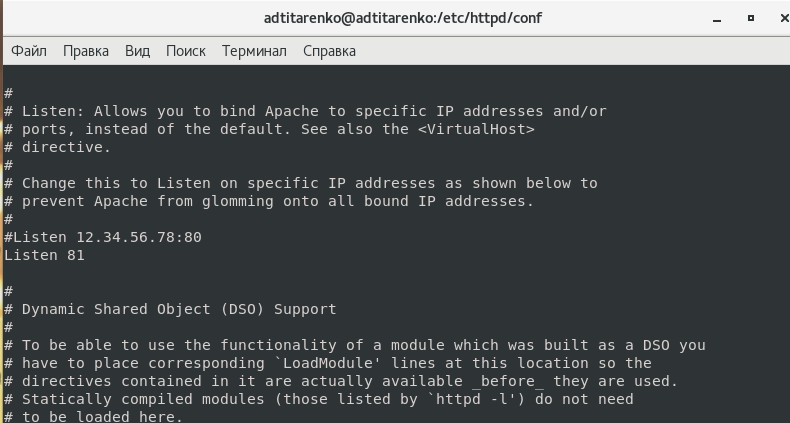 adtitarenko@adtitarenko:/etc/httpd/conf
Файл Правка Вид Поиск Терминал Справка
#
# Listen: Allows you to bind Apache to specific IP addresses and/or
# ports, instead of the default. See also the <VirtualHost>
# directive.
#
# Change this to Listen on specific IP addresses as shown below to
# prevent Apache from glomming onto all bound IP addresses.
#
#Listen 12.34.56.78:80
Listen 81
#
# Dynamic Shared Object (DSO) Support
#
# To be able to use the functionality of a module which was built as a DSO you
# have to place corresponding `LoadModule' lines at this location so the
# directives contained in it are actually available _before_ they are used.
# Statically compiled modules (those listed by `httpd -l') do not need
# to be loaded here.